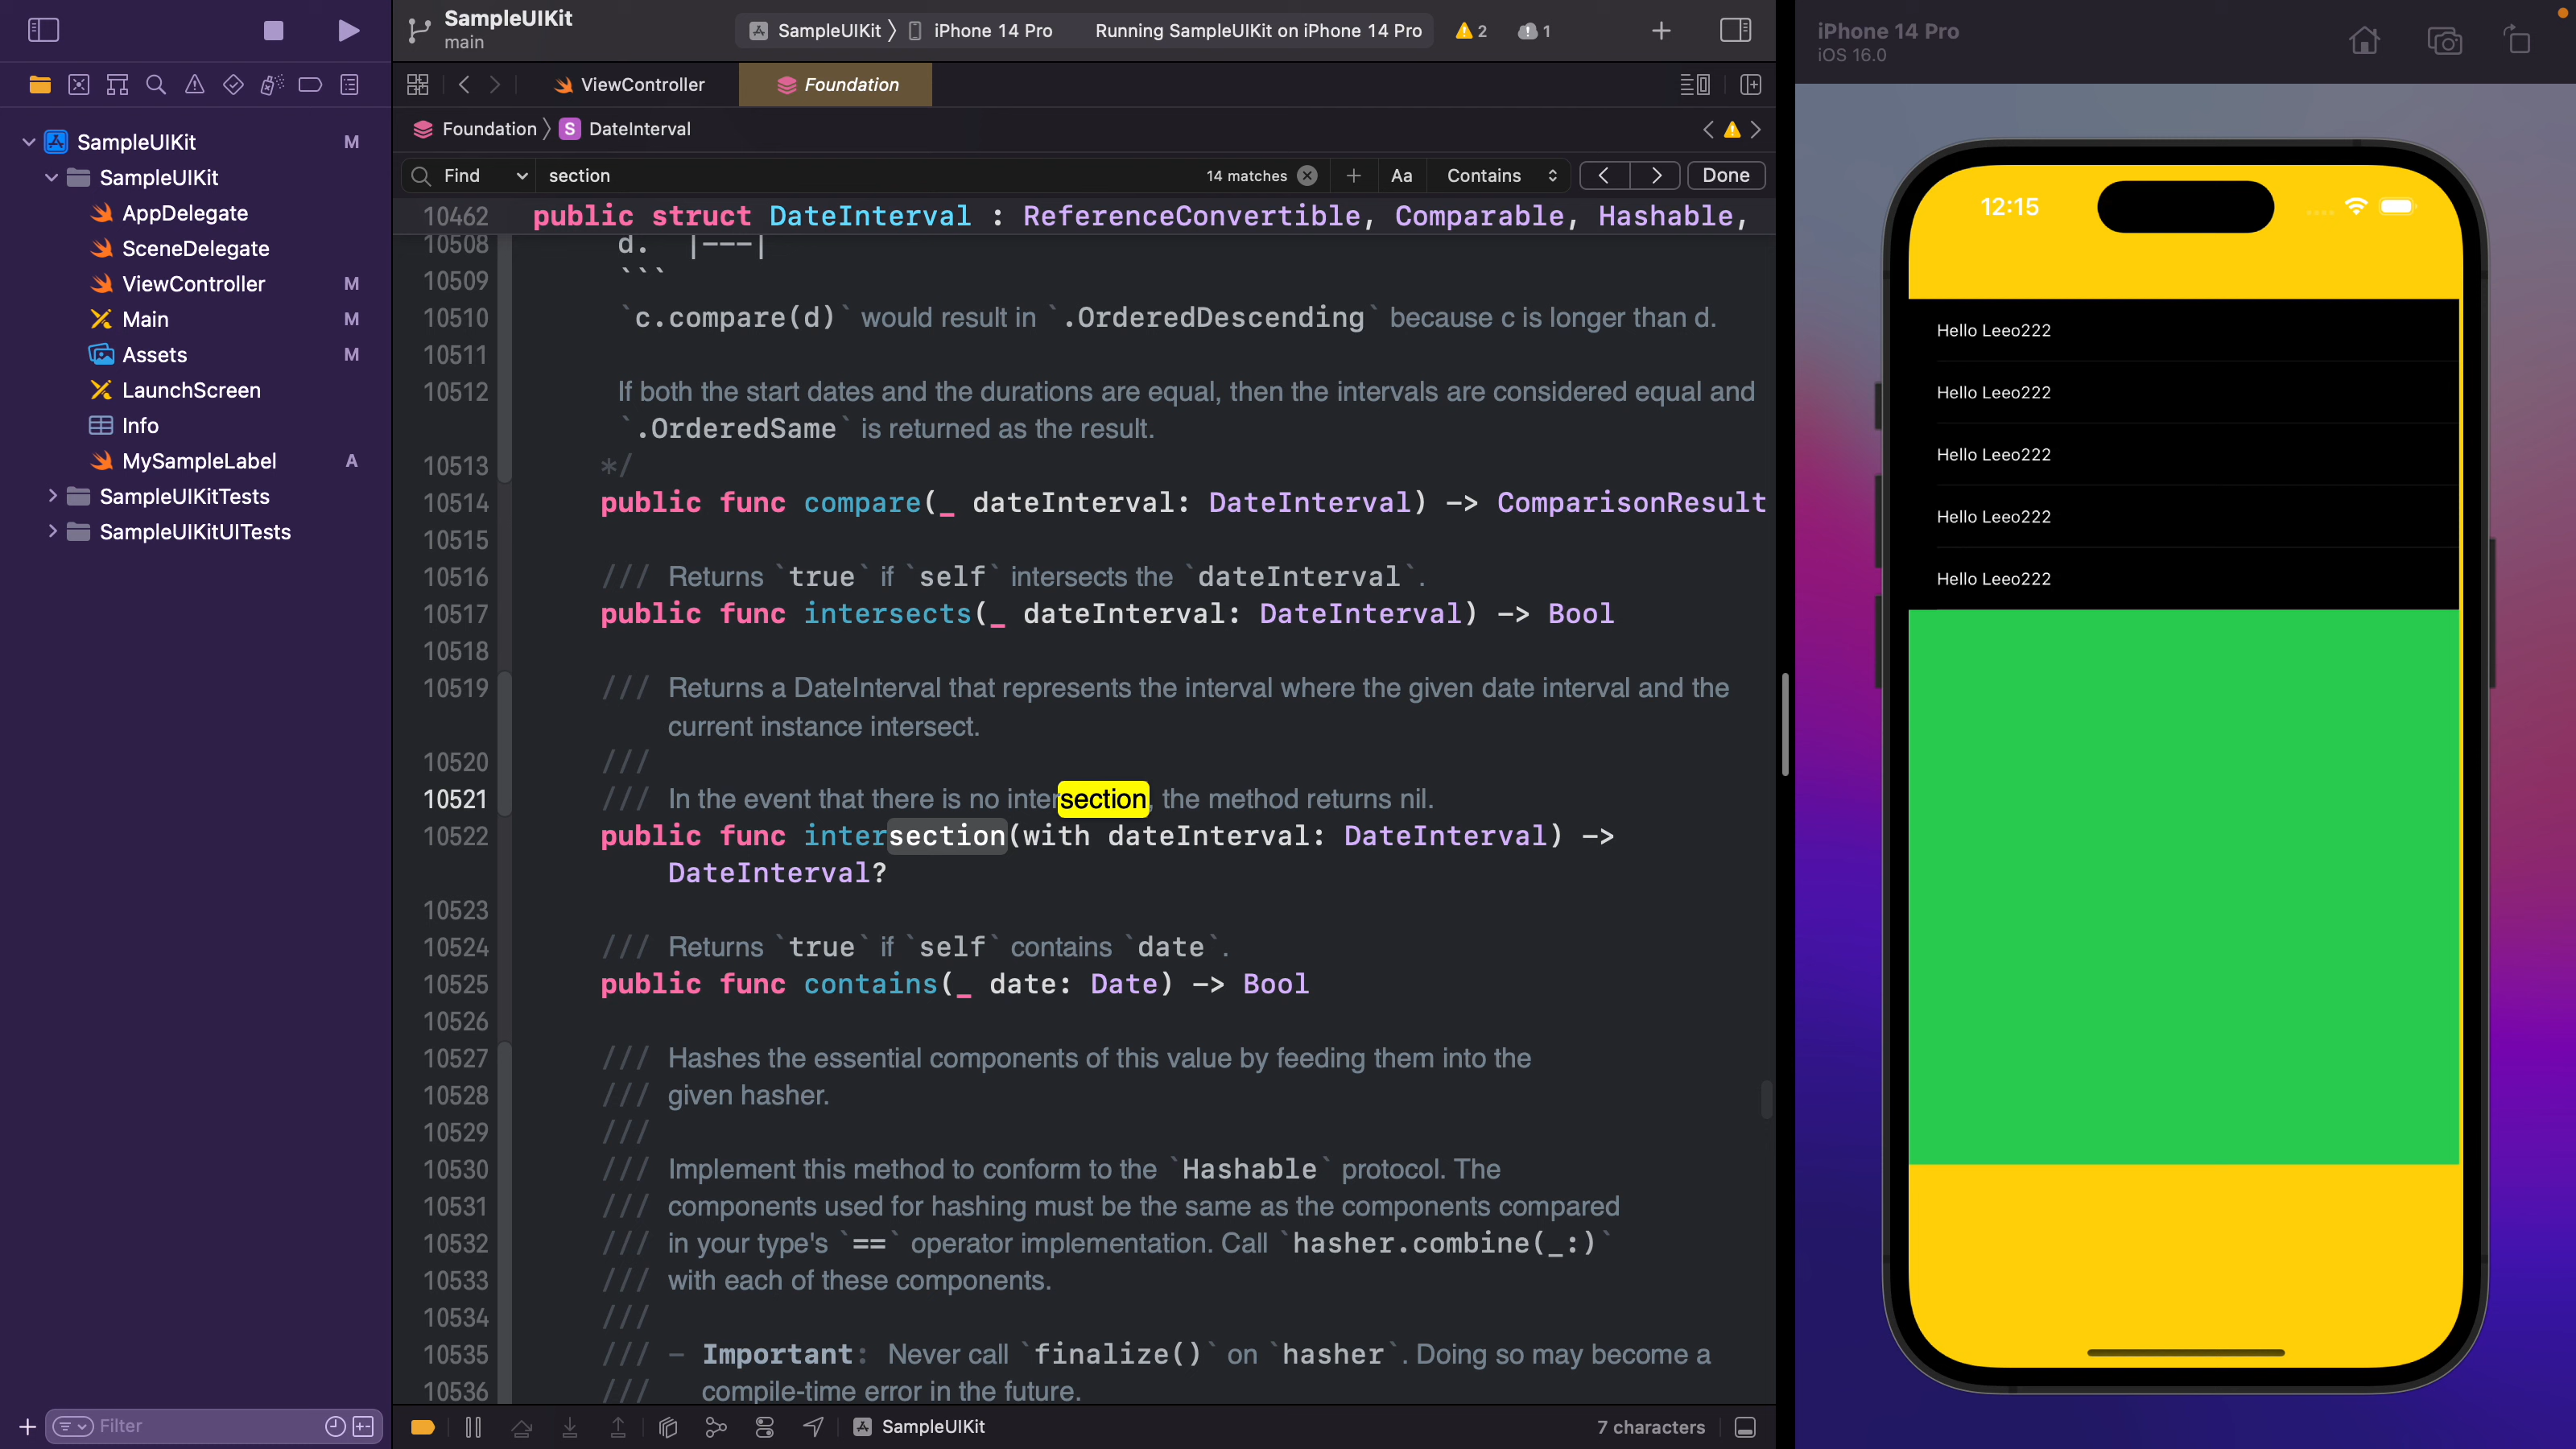 SampleUIKit
main
SampleUIKit 〉 iPhone 14 Pro Running SampleUIKit on iPhone 14 Pro 2 1
ViewController
Foundation
Foundation 〉 S DateInterval
Find section 14 matches Aa Contains Done
SampleUIKit M
SampleUIKit
AppDelegate
SceneDelegate
ViewController M
Main M
Assets M
LaunchScreen
Info
MySampleLabel A
SampleUIKitTests
SampleUIKitUITests
Filter
10462 public struct DateInterval : ReferenceConvertible, Comparable, Hashable,
10508 d. |---|
10509 ```
10510 `c.compare(d)` would result in `.OrderedDescending` because c is longer than d.
10511
10512 If both the start dates and the durations are equal, then the intervals are considered equal and
`.OrderedSame` is returned as the result.
10513 */
10514 public func compare(_ dateInterval: DateInterval) -> ComparisonResult
10515
10516 /// Returns `true` if `self` intersects the `dateInterval`.
10517 public func intersects(_ dateInterval: DateInterval) -> Bool
10518
10519 /// Returns a DateInterval that represents the interval where the given date interval and the
current instance intersect.
10520 ///
10521 /// In the event that there is no intersection, the method returns nil.
10522 public func intersection(with dateInterval: DateInterval) ->
DateInterval?
10523
10524 /// Returns `true` if `self` contains `date`.
10525 public func contains(_ date: Date) -> Bool
10526
10527 /// Hashes the essential components of this value by feeding them into the
10528 /// given hasher.
10529 ///
10530 /// Implement this method to conform to the `Hashable` protocol. The
10531 /// components used for hashing must be the same as the components compared
10532 /// in your type's `==` operator implementation. Call `hasher.combine(_:)`
10533 /// with each of these components.
10534 ///
10535 /// - Important: Never call `finalize()` on `hasher`. Doing so may become a
10536 /// compile-time error in the future.
SampleUIKit
7 characters
iPhone 14 Pro
iOS 16.0
12:15
Hello Leeo222
Hello Leeo222
Hello Leeo222
Hello Leeo222
Hello Leeo222